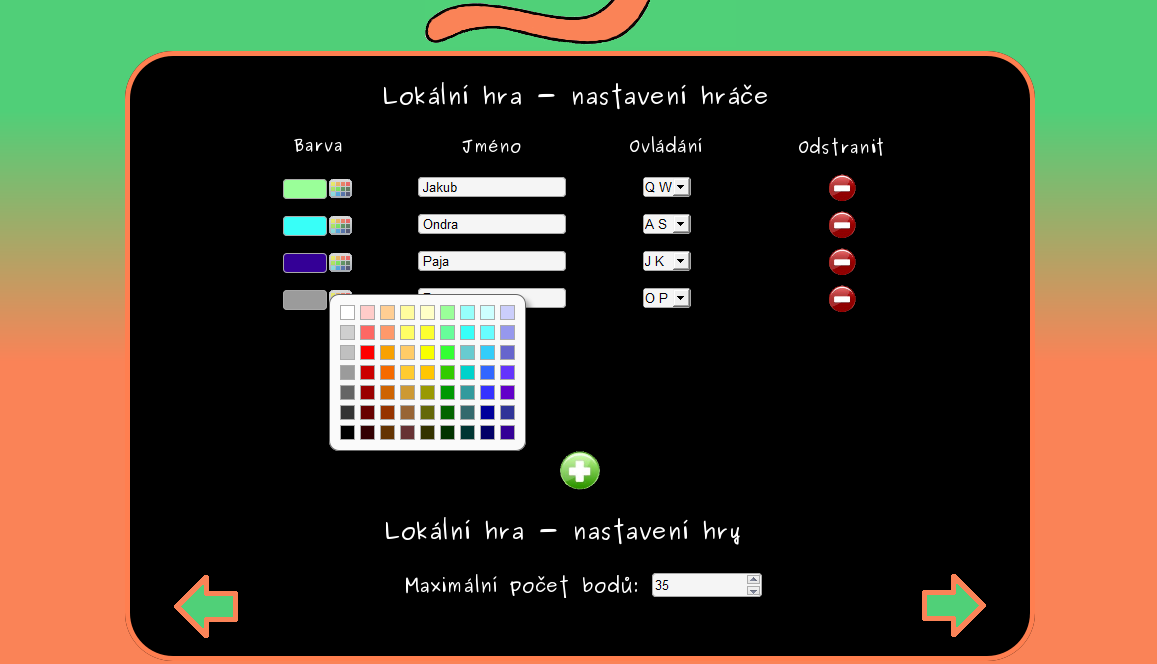 Lokální hra – nastavení hráče
Barva Jméno Ovládání Odstranit
Jakub Q W
Ondra A S
Paja J K
O P
Lokální hra – nastavení hry
Maximální počet bodů: 35